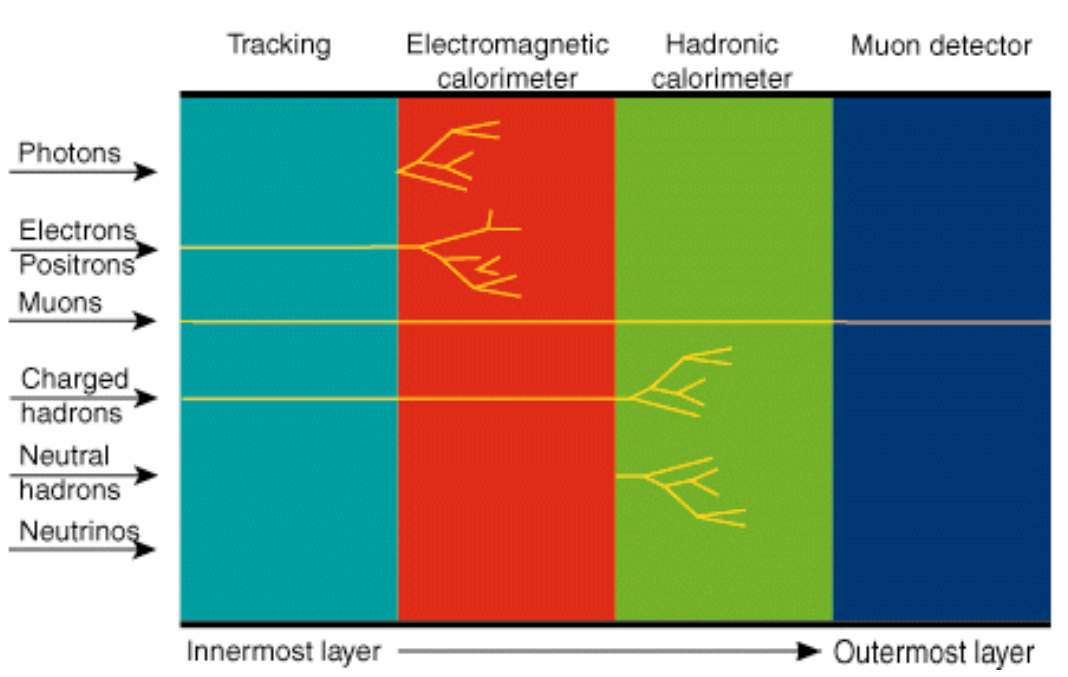 Tracking
Electromagnetic
calorimeter
Hadronic
calorimeter
Muon detector
Photons
Electrons
Positrons
Muons
Charged
hadrons
Neutral
hadrons
Neutrinos
Innermost layer
Outermost layer